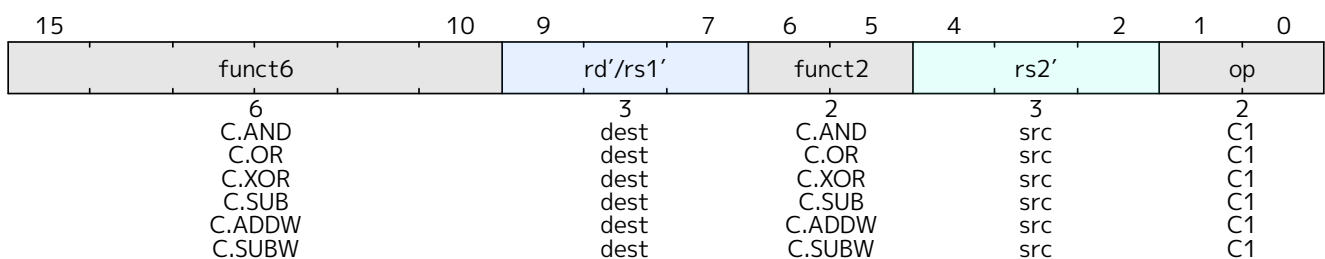 15 10 9 7 6 5 4 2 1 0
funct6 rd′/rs1′ funct2 rs2′ op
6 3 2 3 2
C.AND dest C.AND src C1
C.OR dest C.OR src C1
C.XOR dest C.XOR src C1
C.SUB dest C.SUB src C1
C.ADDW dest C.ADDW src C1
C.SUBW dest C.SUBW src C1